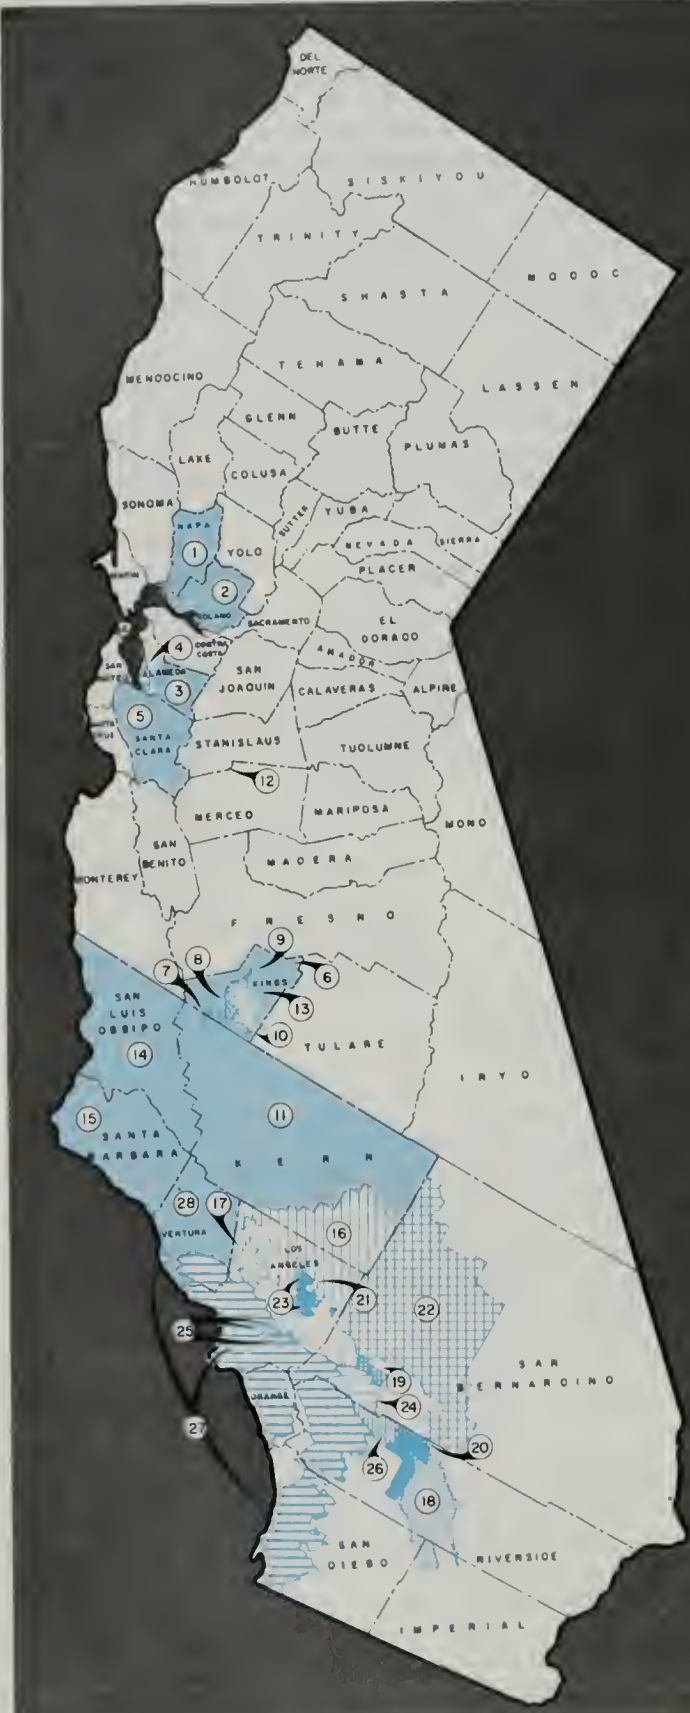 DEL
NORTE
HUMBOLOT
SISKIYOU
TRINITY
MODOC
SHASTA
TEHAMA
MENDOCINO
LASSEN
GLENN
BUTTE
PLUMAS
LAKE
COLUSA
SONOMA
SUTTER
YUBA
NAPA
NEVADA
SIERRA
1
YOLO
PLACER
2
SOLANO
SACRAMENTO
EL
DORADO
4
CONTRA
COSTA
AMADOR
SAN
ALAMEDA
SAN
JOAQUIN
CALAVERAS
ALPINE
3
5
SANTA
CLARA
STANISLAUS
TUOLUMNE
12
MERCED
MARIPOSA
MONO
SAN
BENITO
MADERA
MONTEREY
FRESNO
9
8
7
6
KINGS
13
SAN
LUIS
OBBIPO
10
TULARE
14
INYO
11
15
SANTA
BARBARA
KERN
28
17
VENTURA
16
LOS
ANGELES
23
21
22
25
SAN
BERNARDINO
19
ORANGE
24
27
20
26
18
SAN
DIEGO
RIVERSIDE
IMPERIAL